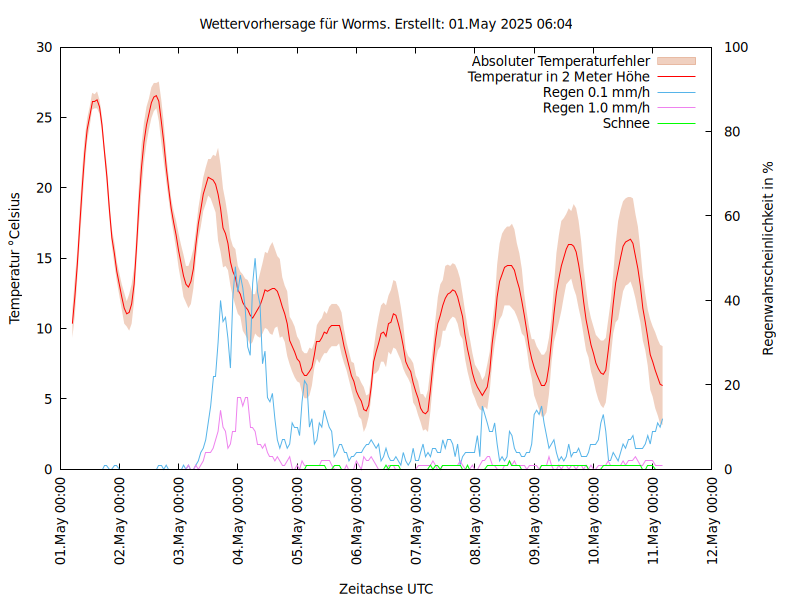 Wettervorhersage für Worms. Erstellt: 01.May 2025 06:04
30
25
20
15
10
5
0
100
80
60
40
20
0
Absoluter Temperaturfehler
Temperatur in 2 Meter Höhe
Regen 0.1 mm/h
Regen 1.0 mm/h
Schnee
Temperatur °Celsius
Regenwahrscheinlichkeit in %
01.May 00:00
02.May 00:00
03.May 00:00
04.May 00:00
05.May 00:00
06.May 00:00
07.May 00:00
08.May 00:00
09.May 00:00
10.May 00:00
11.May 00:00
12.May 00:00
Zeitachse UTC